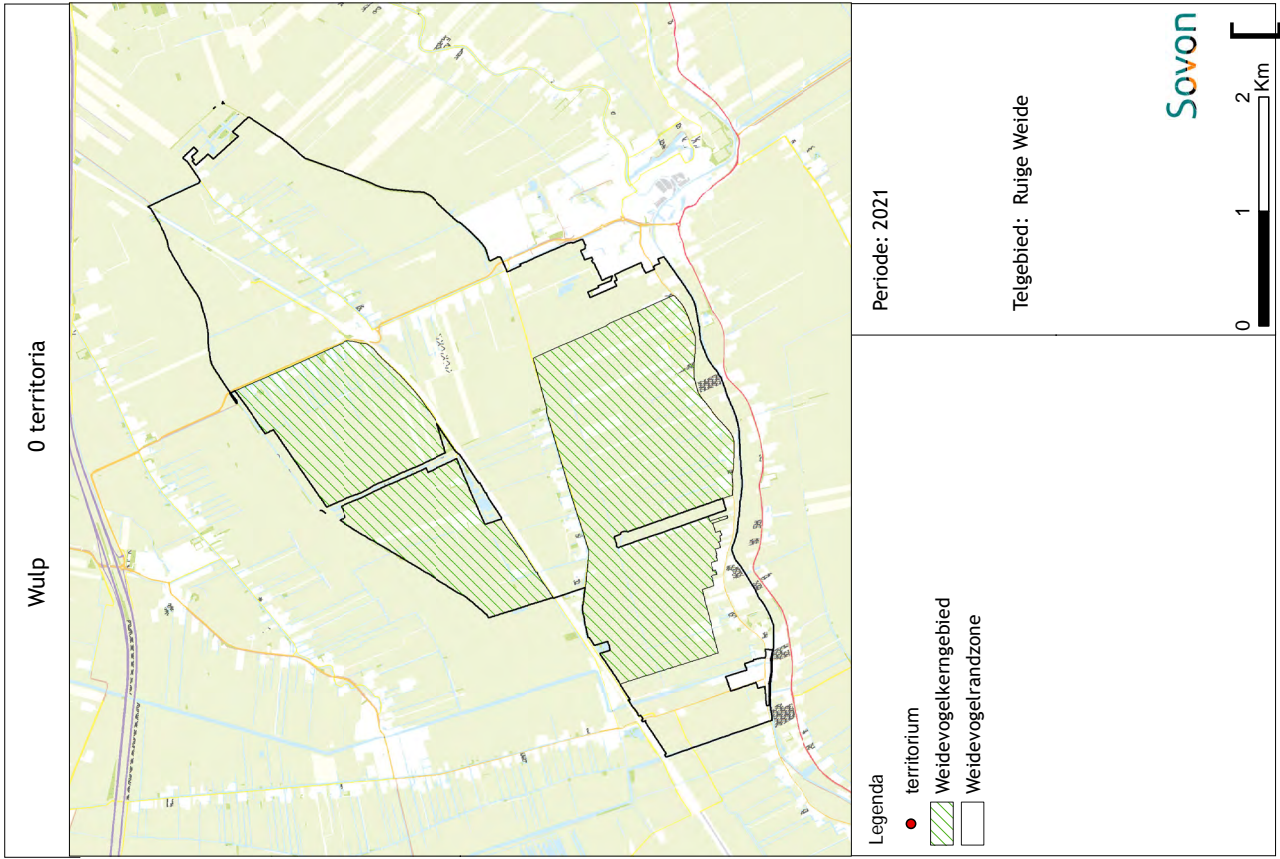 Wulp 0 territoria
Legenda
territorium
Weidevogelkerngebied
Weidevogelrandzone
Periode: 2021
Telgebied: Ruige Weide
Sovon
0 1 2
Km